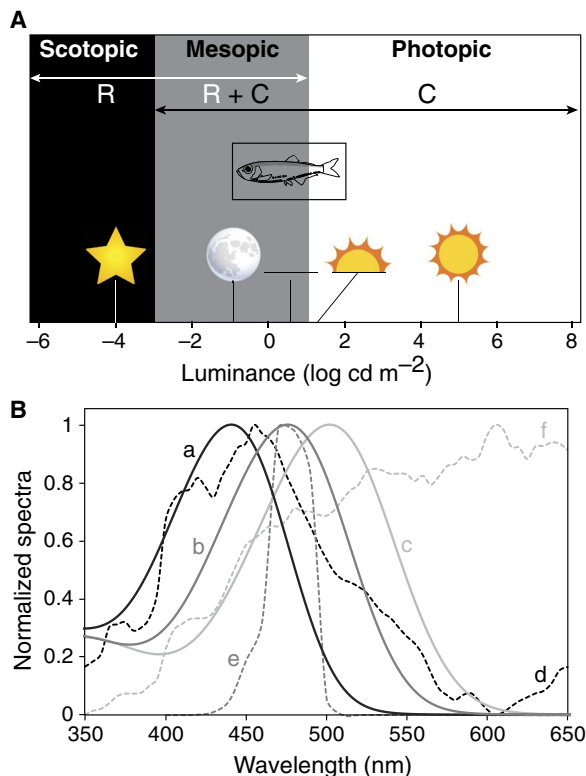 A
Scotopic Mesopic Photopic
R R + C C
–6 –4 –2 0 2 4 6 8
Luminance (log cd m–2)
B
1
0.8
0.6
0.4
0.2
0
Normalized spectra
a
b
c
d
e
f
350 400 450 500 550 600 650
Wavelength (nm)